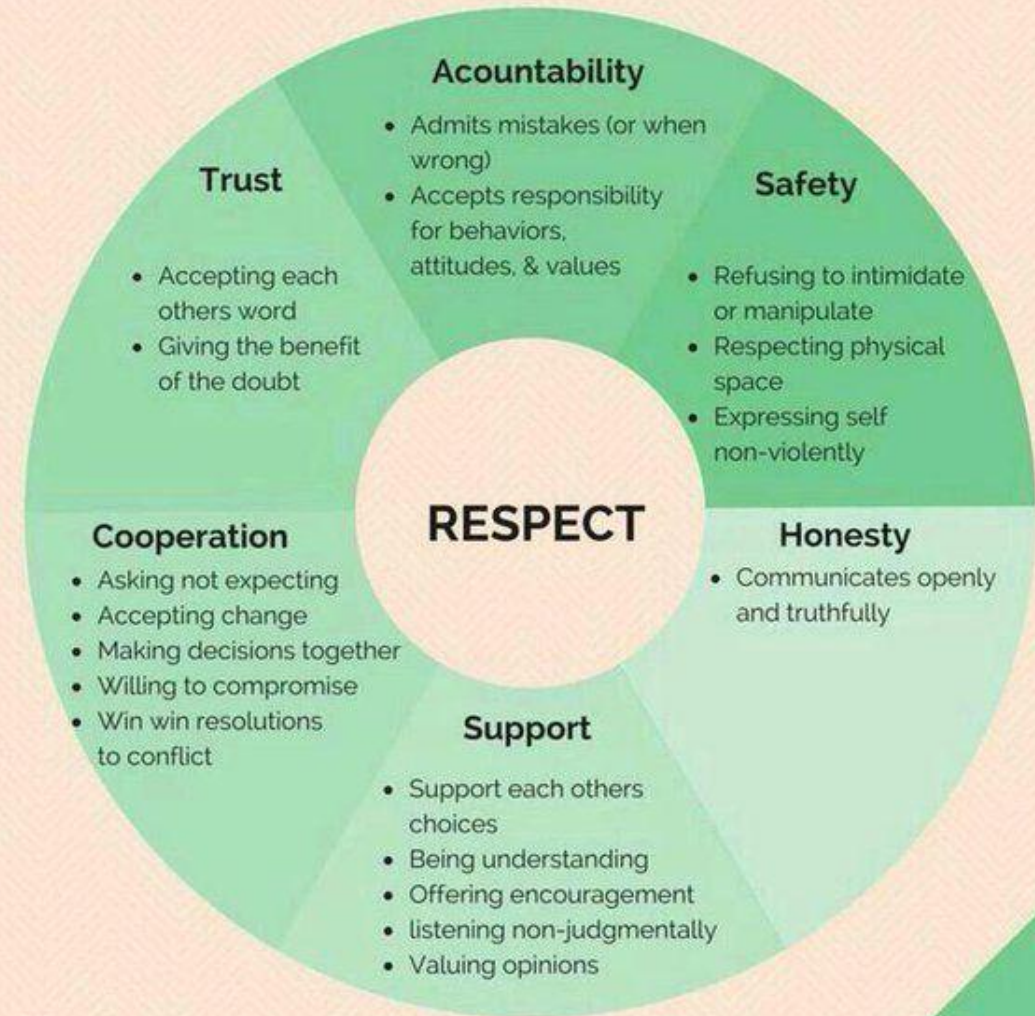 Acountability
• Admits mistakes (or when
wrong)
• Accepts responsibility
for behaviors,
attitudes, & values
Safety
• Refusing to intimidate
or manipulate
• Respecting physical
space
• Expressing self
non-violently
Honesty
• Communicates openly
and truthfully
Support
• Support each others
choices
• Being understanding
• Offering encouragement
• listening non-judgmentally
• Valuing opinions
Cooperation
• Asking not expecting
• Accepting change
• Making decisions together
• Willing to compromise
• Win win resolutions
to conflict
Trust
• Accepting each
others word
• Giving the benefit
of the doubt
RESPECT